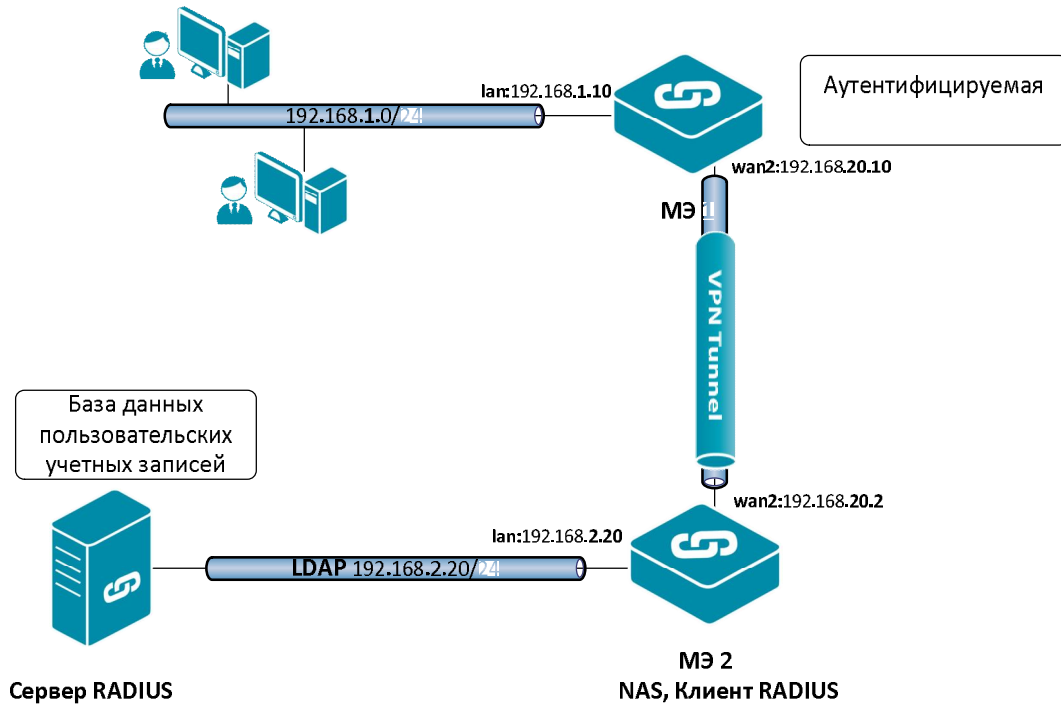 lan:192.168.1.10
192.168.1.0/24
Аутентифицируемая
wan2:192.168.20.10
МЭ 1
VPN Tunnel
База данных
пользовательских
учетных записей
wan2:192.168.20.2
lan:192.168.2.20
LDAP 192.168.2.20/24
МЭ 2
Сервер RADIUS
NAS, Клиент RADIUS